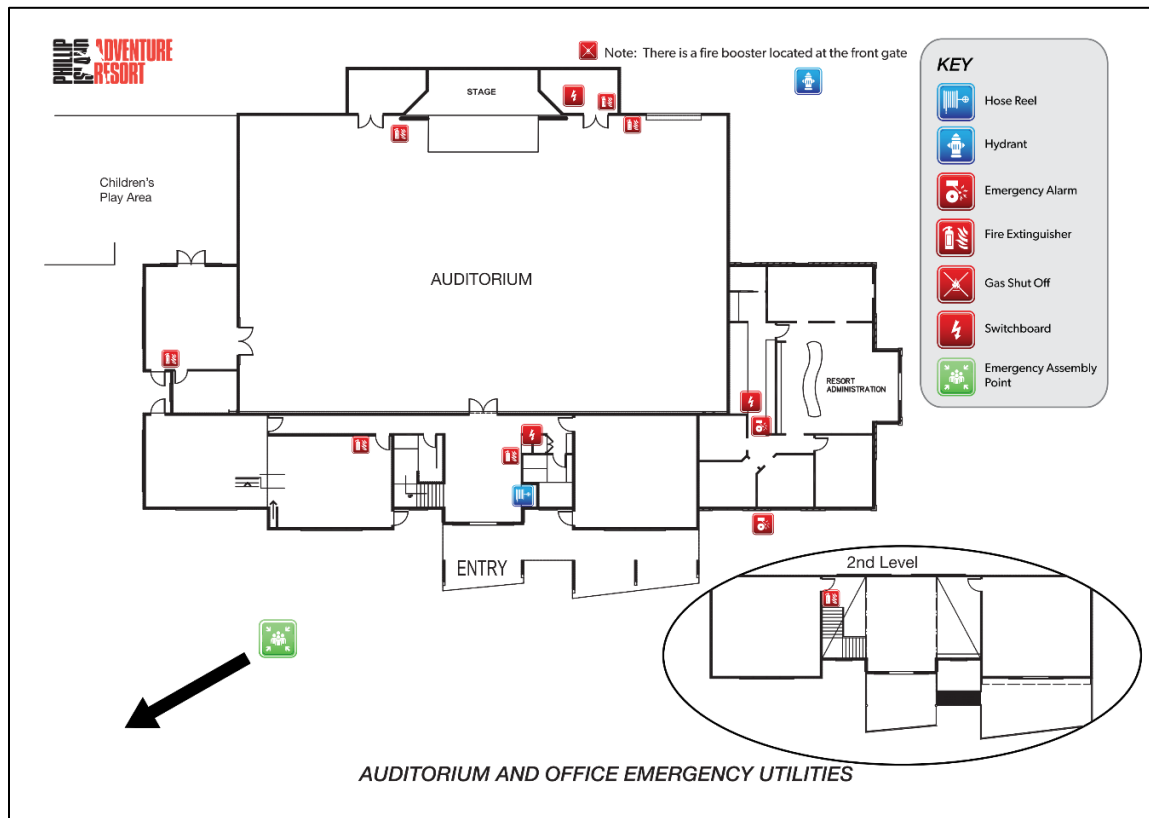 PHILLIP
ISLAND
ADVENTURE
RESORT
Note: There is a fire booster located at the front gate
KEY
Hose Reel
Hydrant
Emergency Alarm
Fire Extinguisher
Gas Shut Off
Switchboard
Emergency Assembly
Point
STAGE
Children's
Play Area
AUDITORIUM
RESORT
ADMINISTRATION
ENTRY
2nd Level
AUDITORIUM AND OFFICE EMERGENCY UTILITIES